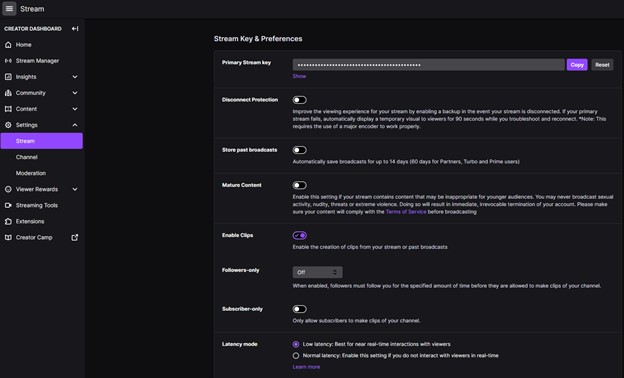 Stream
CREATOR DASHBOARD
Home
Stream Manager
Insights
Community
Content
Settings
Stream
Channel
Moderation
Viewer Rewards
Streaming Tools
Extensions
Creator Camp
Stream Key & Preferences
Primary Stream key
Copy
Reset
Show
Disconnect Protection
Improve the viewing experience for your stream by enabling a backup in the event your stream is disconnected. If your primary
stream fails, automatically display a temporary visual to viewers for 90 seconds while you troubleshoot and reconnect. *Note: This
requires the use of a major encoder to work properly.
Store past broadcasts
Automatically save broadcasts for up to 14 days (60 days for Partners, Turbo and Prime users)
Mature Content
Enable this setting if your stream contains content that may be inappropriate for younger audiences. You may never broadcast sexual
activity, nudity, threats or extreme violence. Doing so will result in immediate, irrevocable termination of your account. Please make
sure your content will comply with the Terms of Service before broadcasting
Enable Clips
Enable the creation of clips from your stream or past broadcasts
Followers-only
Off
When enabled, followers must follow you for the specified amount of time before they are allowed to make clips of your channel.
Subscriber-only
Only allow subscribers to make clips of your channel.
Latency mode
Low latency: Best for near real-time interactions with viewers
Normal latency: Enable this setting if you do not interact with viewers in real-time
Learn more